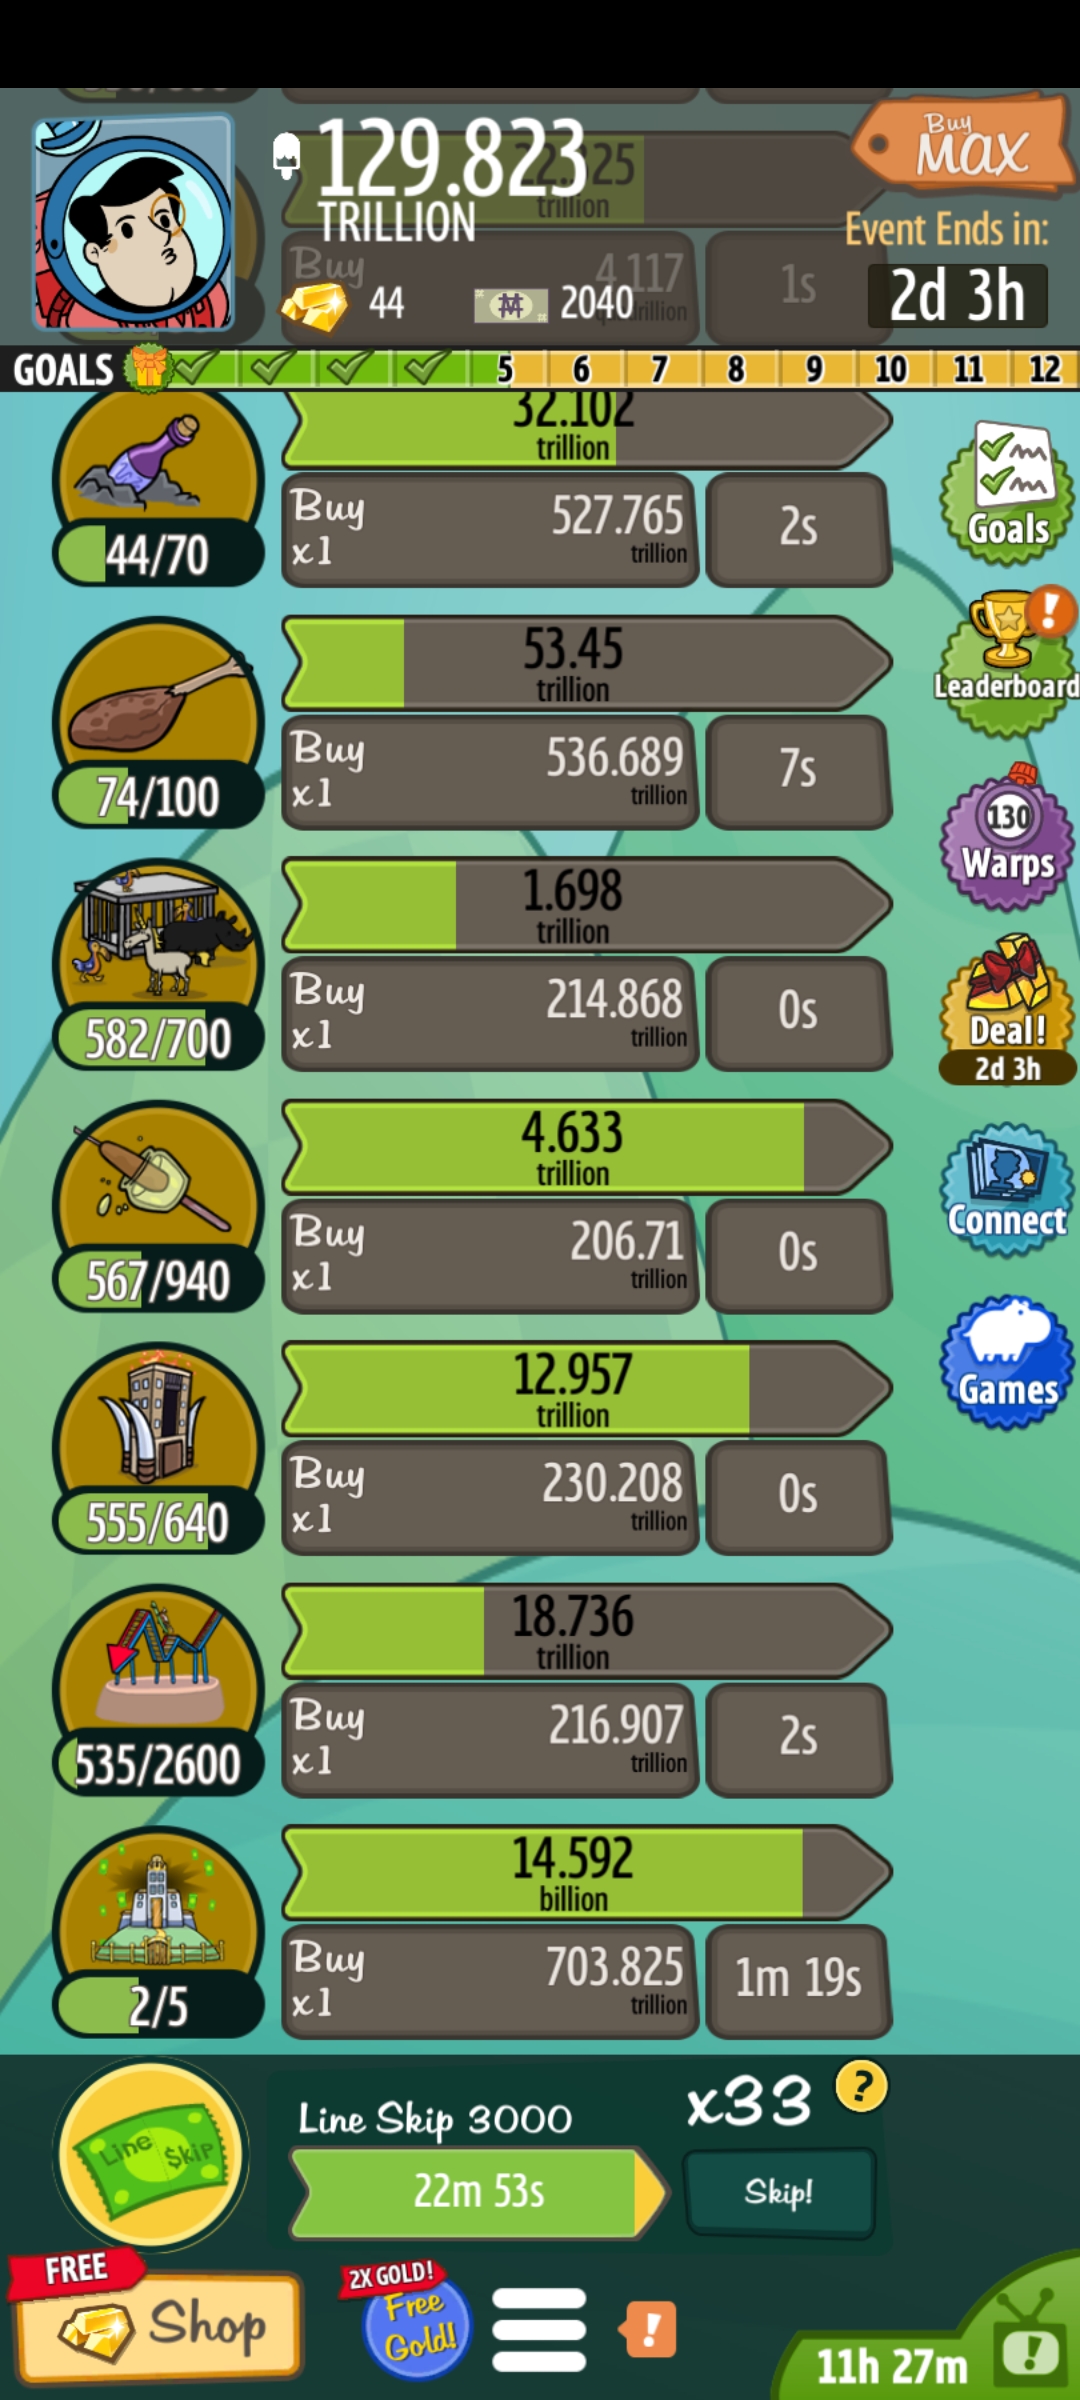 129.823
TRILLION
Buy
MAX
22.125
trillion
Event Ends in:
2d 3h
Buy
4.117
1s
44
2040
GOALS
5
6
7
8
9
10
11
12
32.102
trillion
Buy
x1
527.765
trillion
2s
44/70
Goals
53.45
trillion
Buy
x1
536.689
trillion
7s
74/100
Leaderboard
1.698
trillion
Buy
x1
214.868
trillion
0s
582/700
130
Warps
Deal!
2d 3h
4.633
trillion
Buy
x1
206.71
trillion
0s
567/940
Connect
12.957
trillion
Buy
x1
230.208
trillion
0s
555/640
Games
18.736
trillion
Buy
x1
216.907
trillion
2s
535/2600
14.592
billion
Buy
x1
703.825
trillion
1m 19s
2/5
Line $kip
Line Skip 3000
x33
?
22m 53s
Skip!
FREE
Shop
2X GOLD!
Free
Gold!
!
11h 27m
!